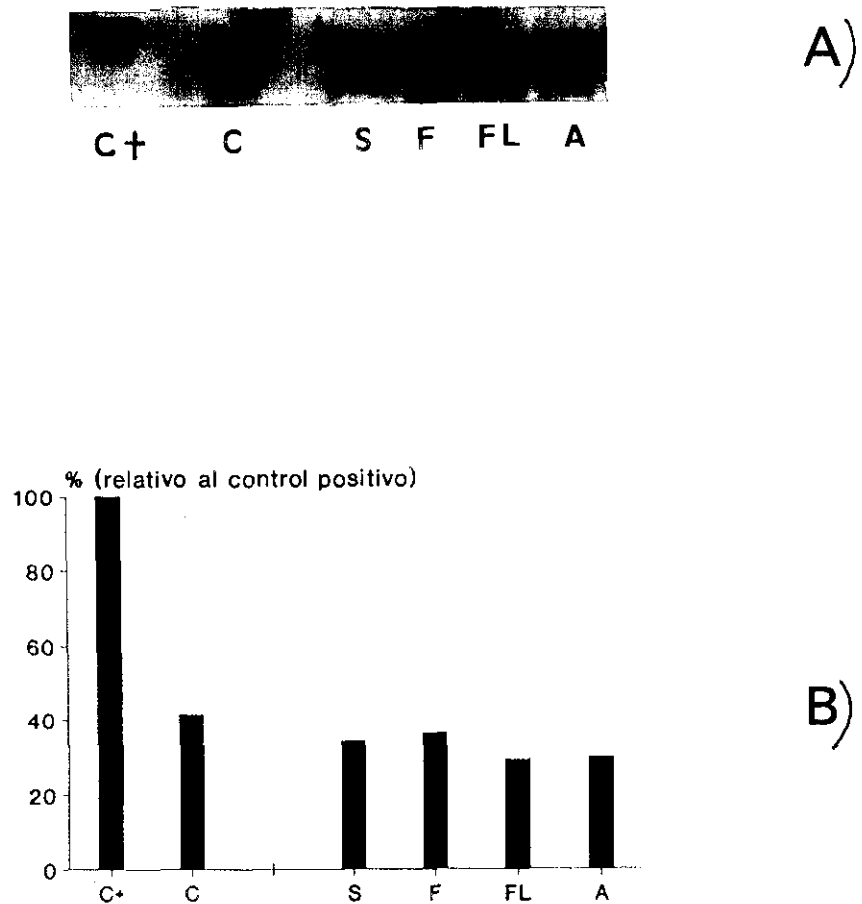 A)
C+ C S F FL A
% (relativo al control positivo)
100
80
60
40
20
0
B)
C+ C S F FL A